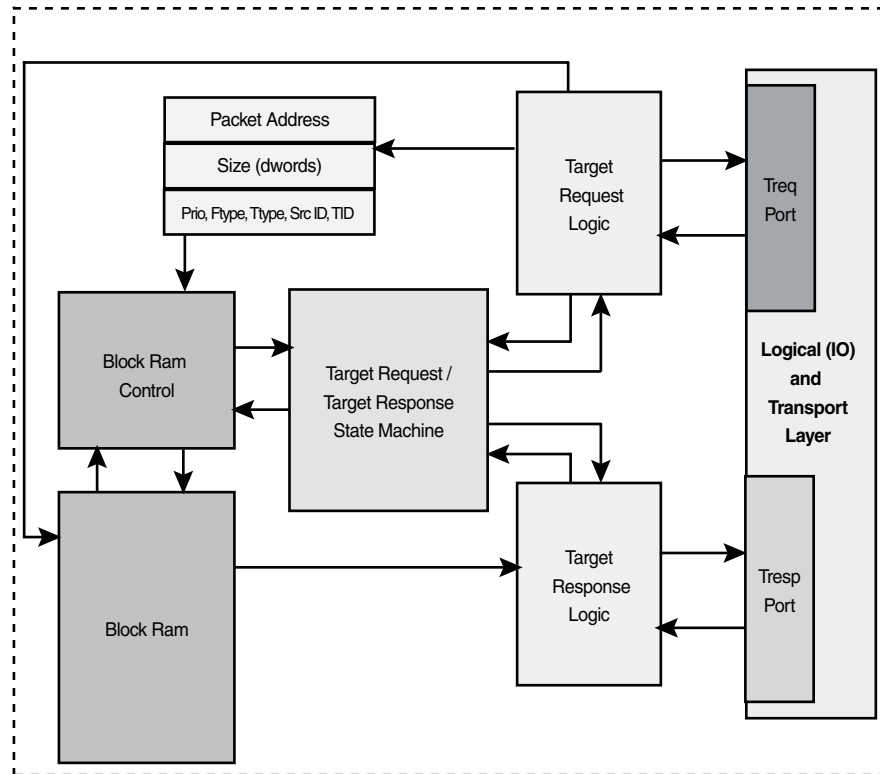 Packet Address
Size (dwords)
Prio, Ftype, Ttype, Src ID, TID
Target
Request
Logic
Treq
Port
Block Ram
Control
Target Request /
Target Response
State Machine
Logical (IO)
and
Transport
Layer
Block Ram
Target
Response
Logic
Tresp
Port